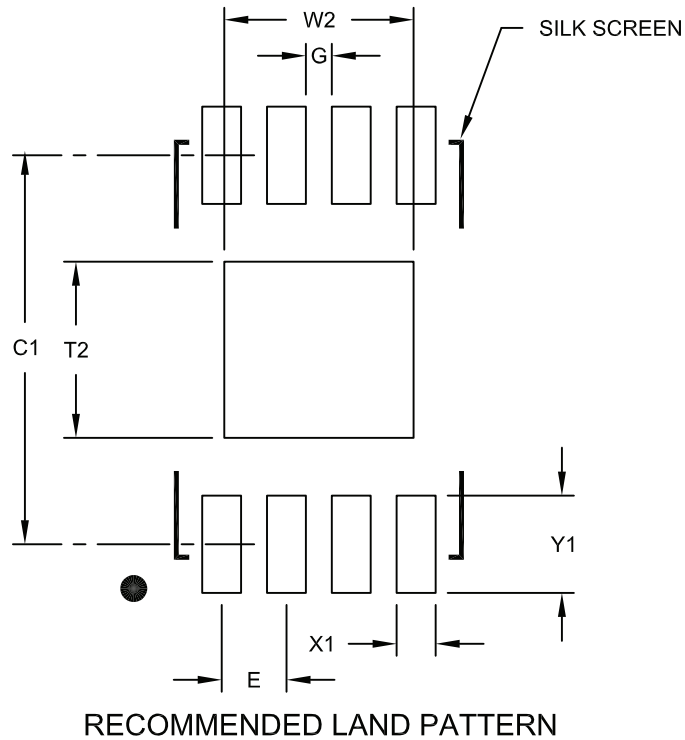 W2
SILK SCREEN
G
C1
T2
Y1
X1
E
RECOMMENDED LAND PATTERN